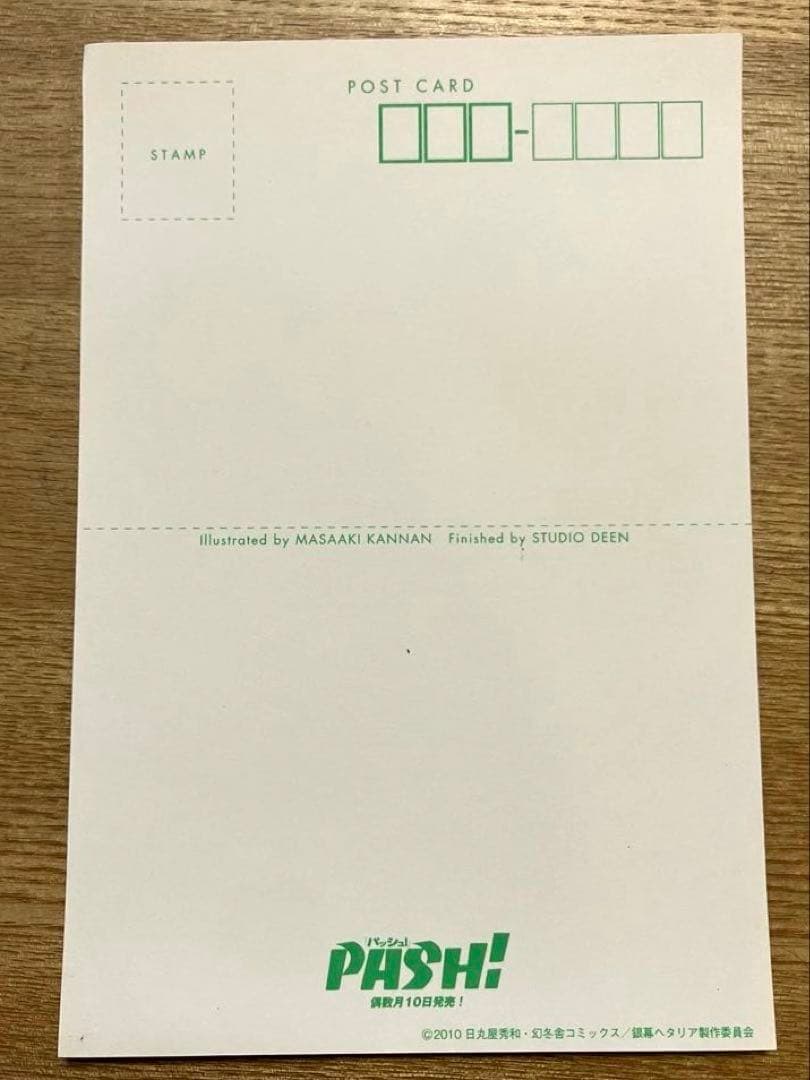 POST CARD
STAMP
Illustrated by MASAAKI KANNAN Finished by STUDIO DEEN
[パッシュ!]
PASH!
偶数月10日発売！
©2010 日丸屋秀和・幻冬舎コミックス／銀幕ヘタリア製作委員会